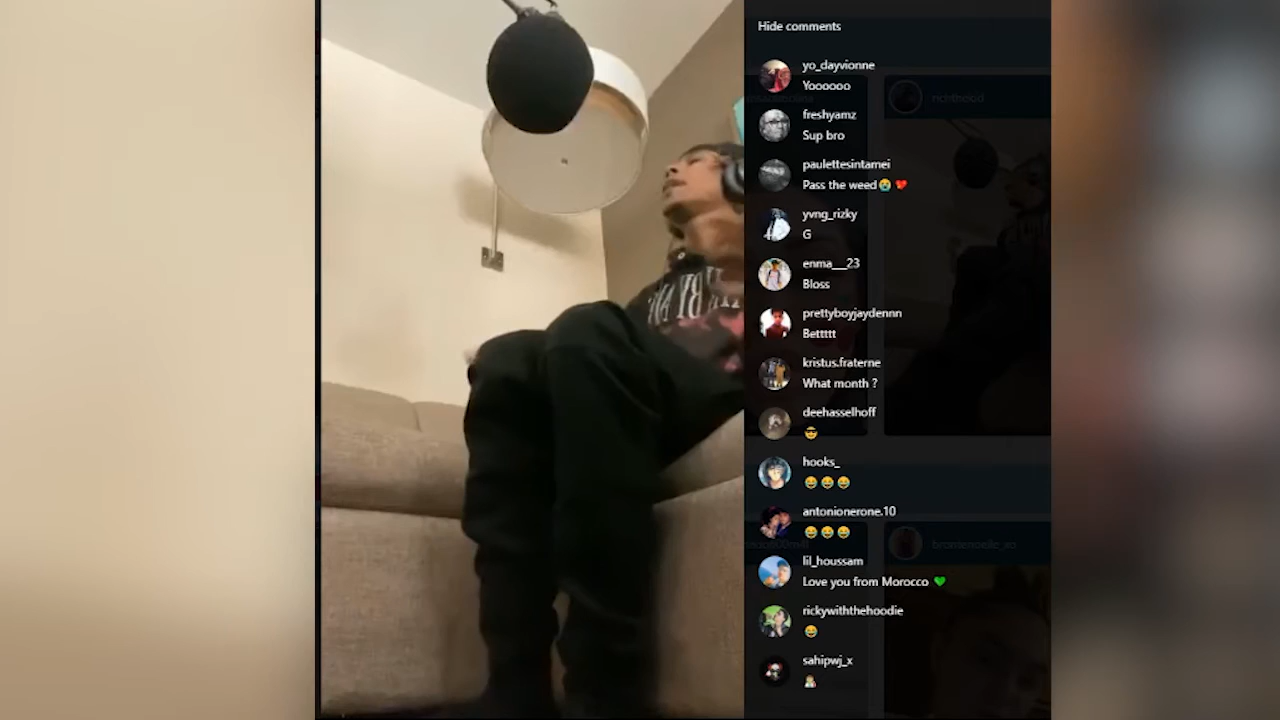 Hide comments
yo_dayvionne
Yoooooo
freshyamz
Sup bro
paulettesintamei
Pass the weed😭💔
yvng_rizky
G
enma__23
Bloss
prettyboyjaydennn
Bettttt
kristus.fraterne
What month ?
deehasselhoff
😎
hooks_
😂😂😂
antonionerone.10
😂😂😂
lil_houssam
Love you from Morocco 💚
rickywiththehoodie
😂
sahipwj_x